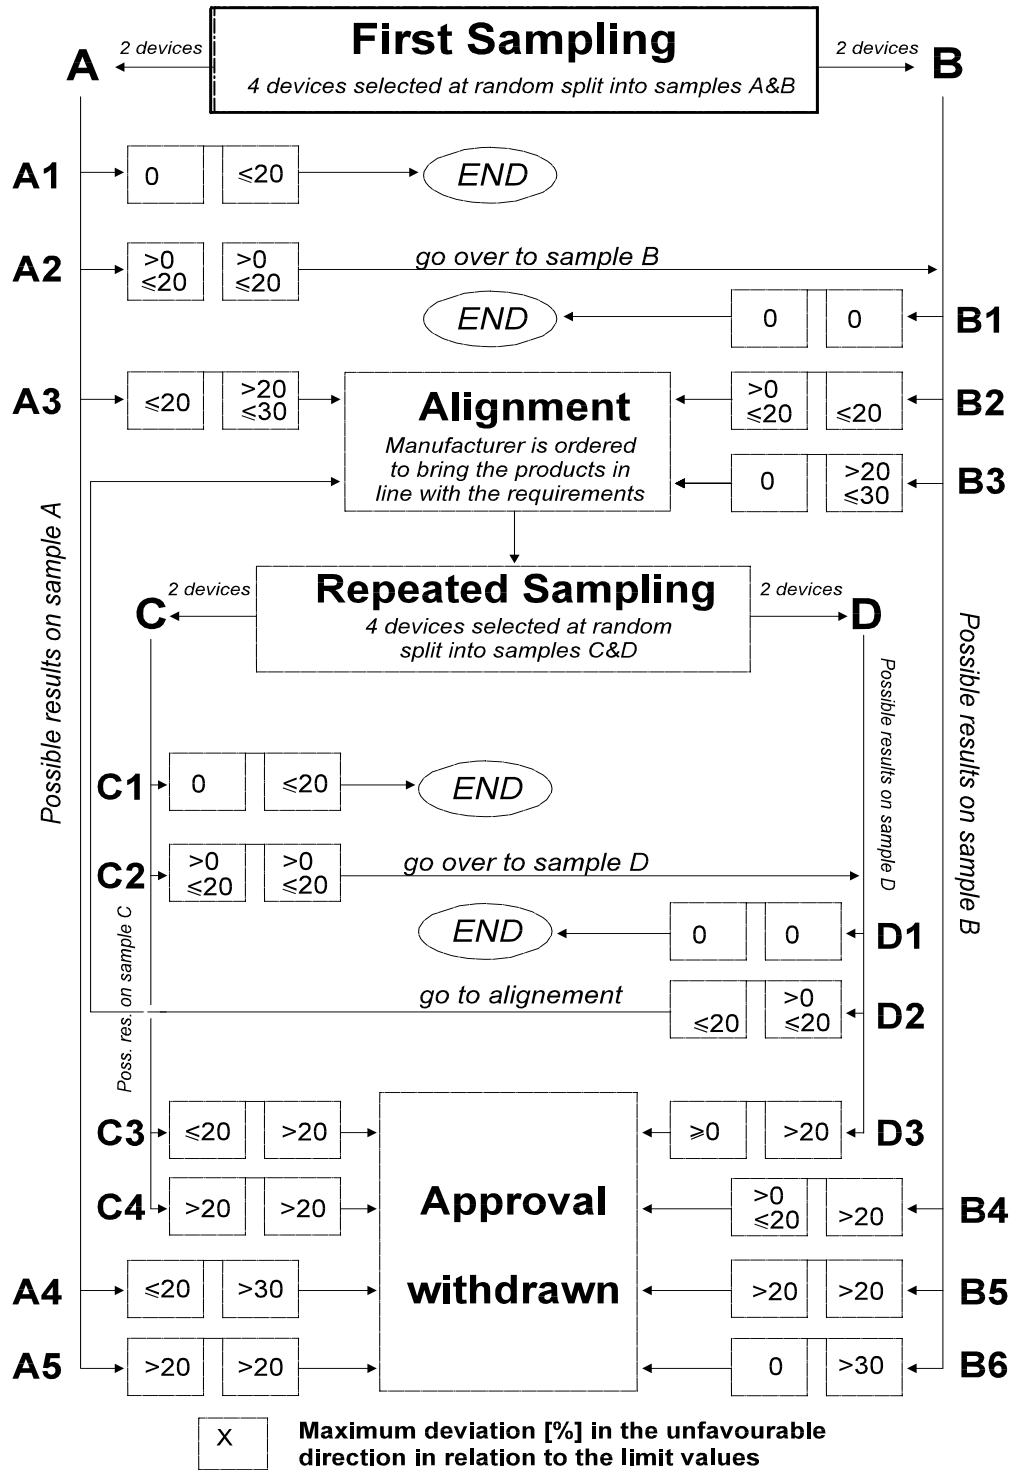 First Sampling
4 devices selected at random split into samples A&B
A
2 devices
2 devices
B
A1
0
⩽20
END
A2
>0
⩽20
>0
⩽20
go over to sample B
END
0
0
B1
A3
⩽20
>20
⩽30
Alignment
Manufacturer is ordered
to bring the products in
line with the requirements
>0
⩽20
⩽20
B2
0
>20
⩽30
B3
Possible results on sample A
Possible results on sample B
Repeated Sampling
4 devices selected at random
split into samples C&D
C
2 devices
2 devices
D
Possible results on sample D
C1
0
⩽20
END
C2
>0
⩽20
>0
⩽20
go over to sample D
Poss. res. on sample C
END
0
0
D1
go to alignement
⩽20
>0
⩽20
D2
C3
⩽20
>20
Approval
withdrawn
⩾0
>20
D3
C4
>20
>20
>0
⩽20
>20
B4
A4
⩽20
>30
>20
>20
B5
A5
>20
>20
0
>30
B6
X
Maximum deviation [%] in the unfavourable
direction in relation to the limit values